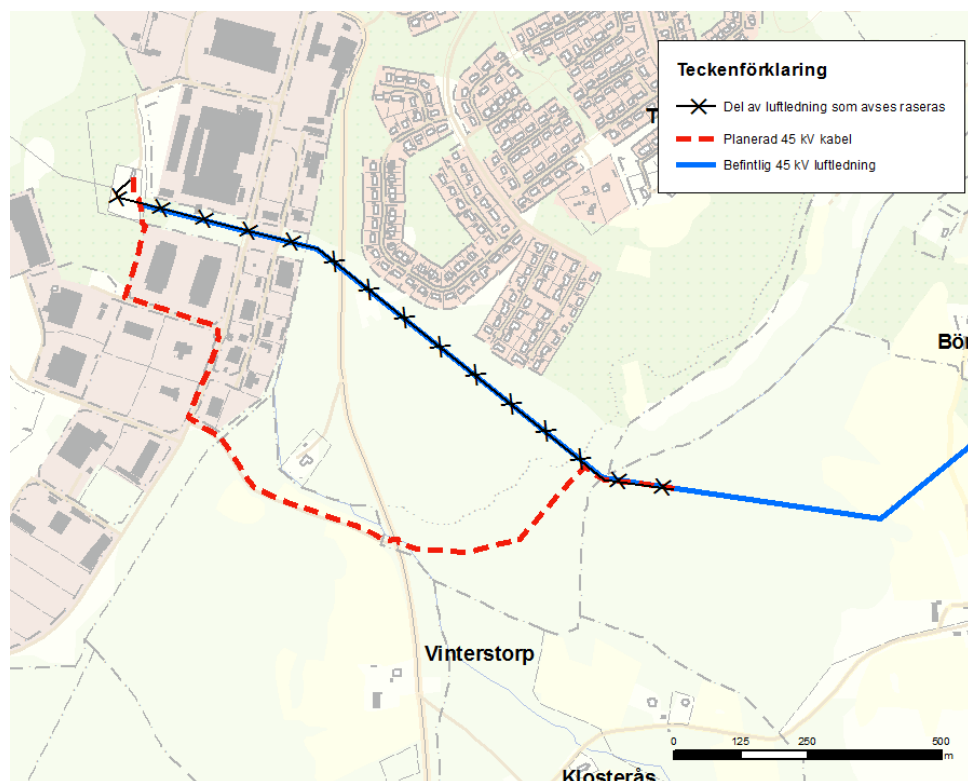 Teckenförklaring
Del av luftledning som avses raseras
T
Planerad 45 kV kabel
Befintlig 45 kV luftledning
Bör
Vinterstorp
0 125 250 500
m
Klosterås